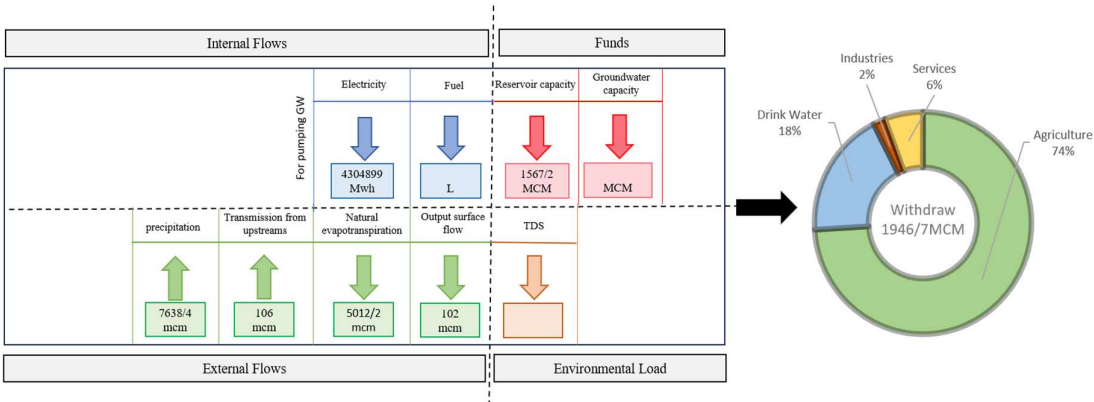 Internal Flows
Funds
For pumping GW
Electricity
Fuel
Reservoir capacity
Groundwater
capacity
4304899
Mwh
L
1567/2
MCM
MCM
precipitation
Transmission from
upstreams
Natural
evapotranspiration
Output surface
flow
TDS
7638/4
mcm
106
mcm
5012/2
mcm
102
mcm
External Flows
Environmental Load
Industries
2%
Services
6%
Drink Water
18%
Agriculture
74%
Withdraw
1946/7MCM